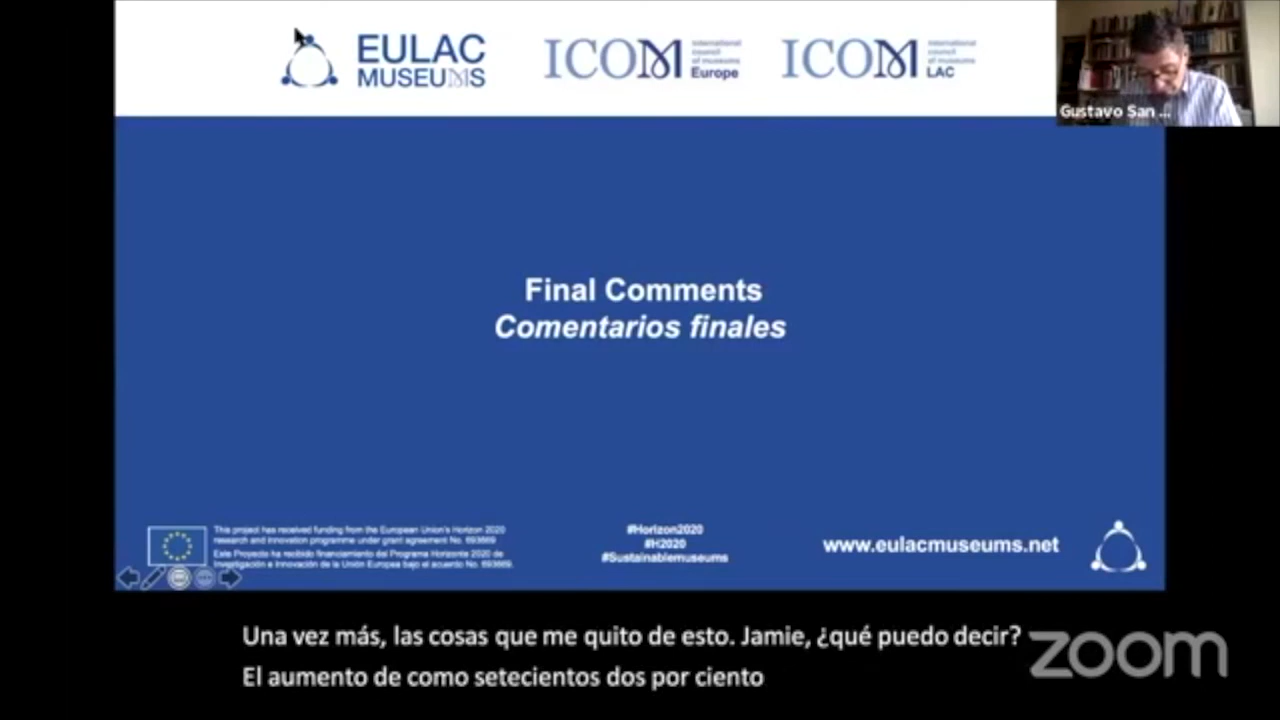 EULAC
MUSEUMS
ICOM
international
council
of museums
Europe
ICOM
international
council
of museums
LAC
Gustavo San ...
Final Comments
Comentarios finales
This project has received funding from the European Union's Horizon 2020
research and innovation programme under grant agreement No. 693669
Este Proyecto ha recibido financiamiento del Programa Horizonte 2020 de
Investigación e Innovación de la Unión Europea bajo el acuerdo No. 693669.
#Horizon2020
#H2020
#Sustainablemuseums
www.eulacmuseums.net
Una vez más, las cosas que me quito de esto. Jamie, ¿qué puedo decir?
El aumento de como setecientos dos por ciento
zoom